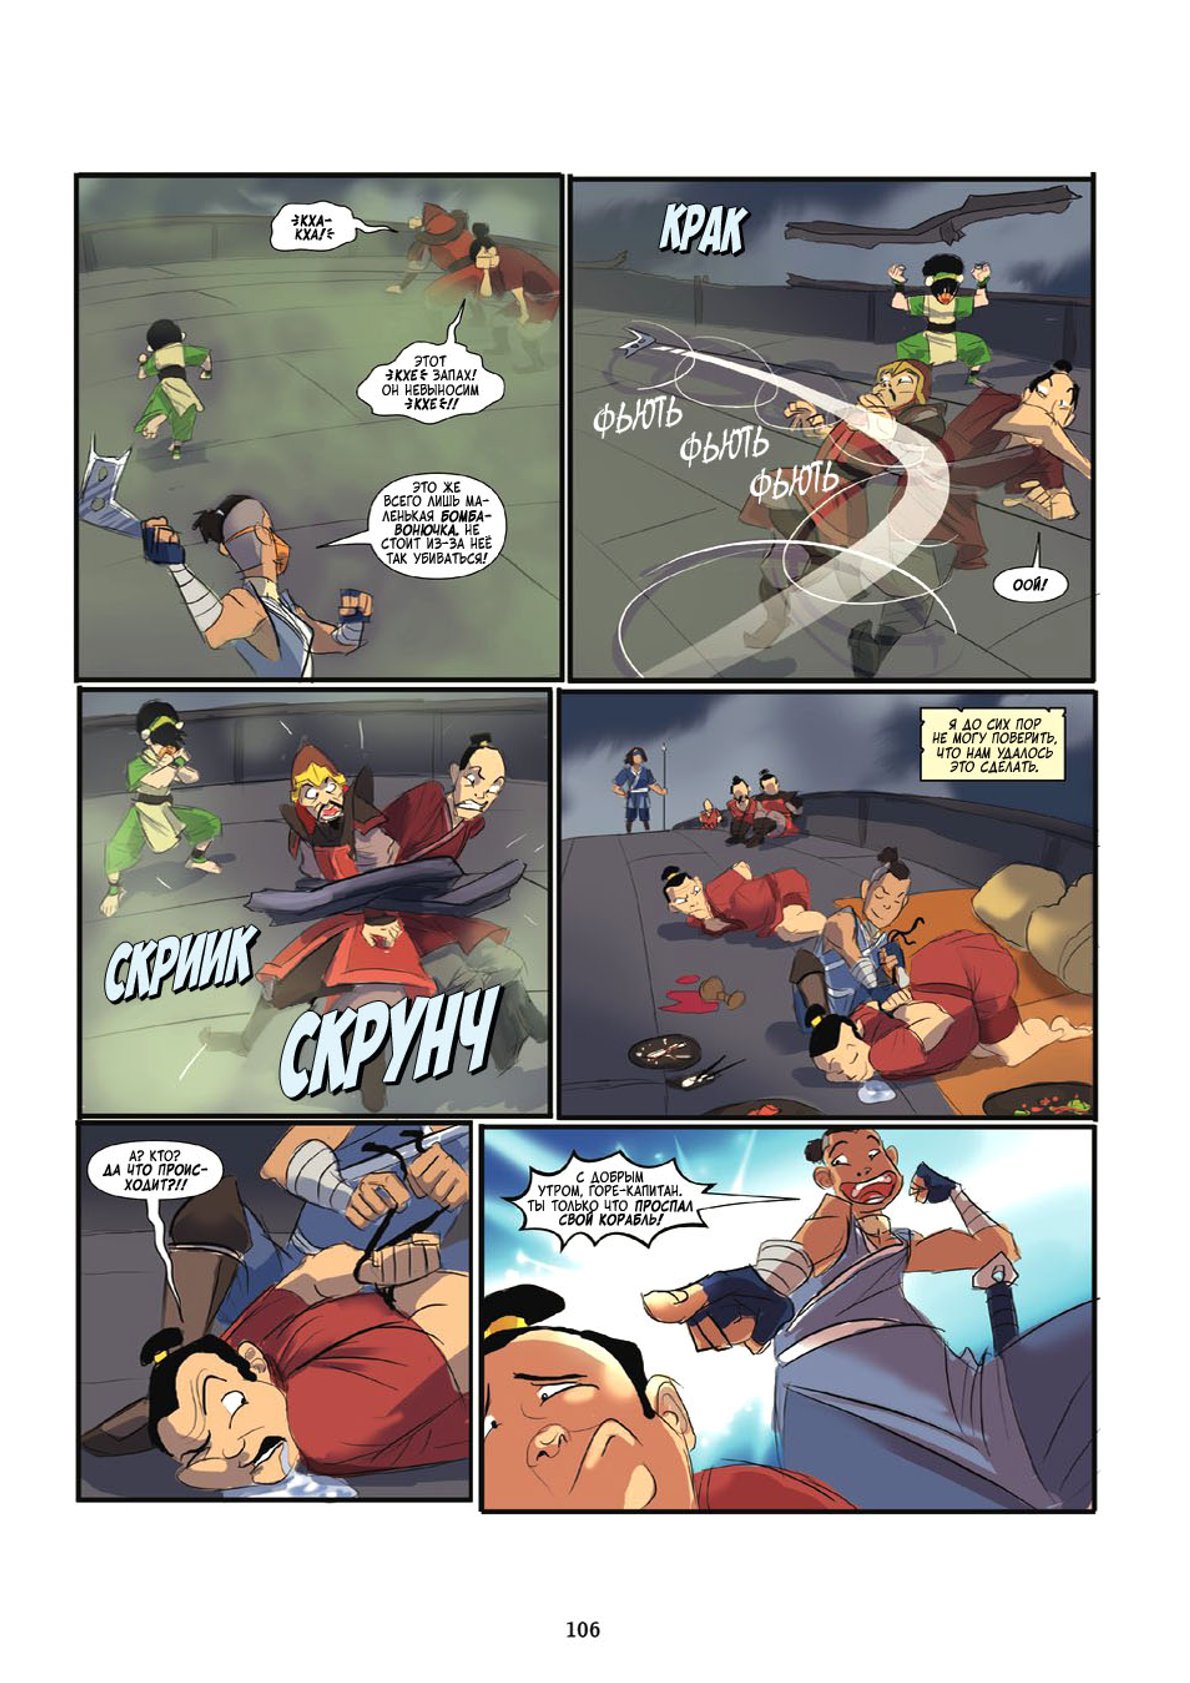 ⁎КХА-
КХА!⁎
ЭТОТ
⁎КХЕ⁎ ЗАПАХ!
ОН НЕВЫНОСИМ
⁎КХЕ⁎!!
ЭТО ЖЕ
ВСЕГО ЛИШЬ МА-
ЛЕНЬКАЯ БОМБА-
ВОНЮЧКА. НЕ
СТОИТ ИЗ-ЗА НЕЁ
ТАК УБИВАТЬСЯ!
КРАК
ФЬЮТЬ
ФЬЮТЬ
ФЬЮТЬ
ООЙ!
СКРИИК
СКРУНЧ
Я ДО СИХ ПОР
НЕ МОГУ ПОВЕРИТЬ,
ЧТО НАМ УДАЛОСЬ
ЭТО СДЕЛАТЬ.
А? КТО?
ДА ЧТО ПРОИС-
ХОДИТ?!!
С ДОБРЫМ
УТРОМ, ГОРЕ-КАПИТАН.
ТЫ ТОЛЬКО ЧТО ПРОСПАЛ
СВОЙ КОРАБЛЬ!
106